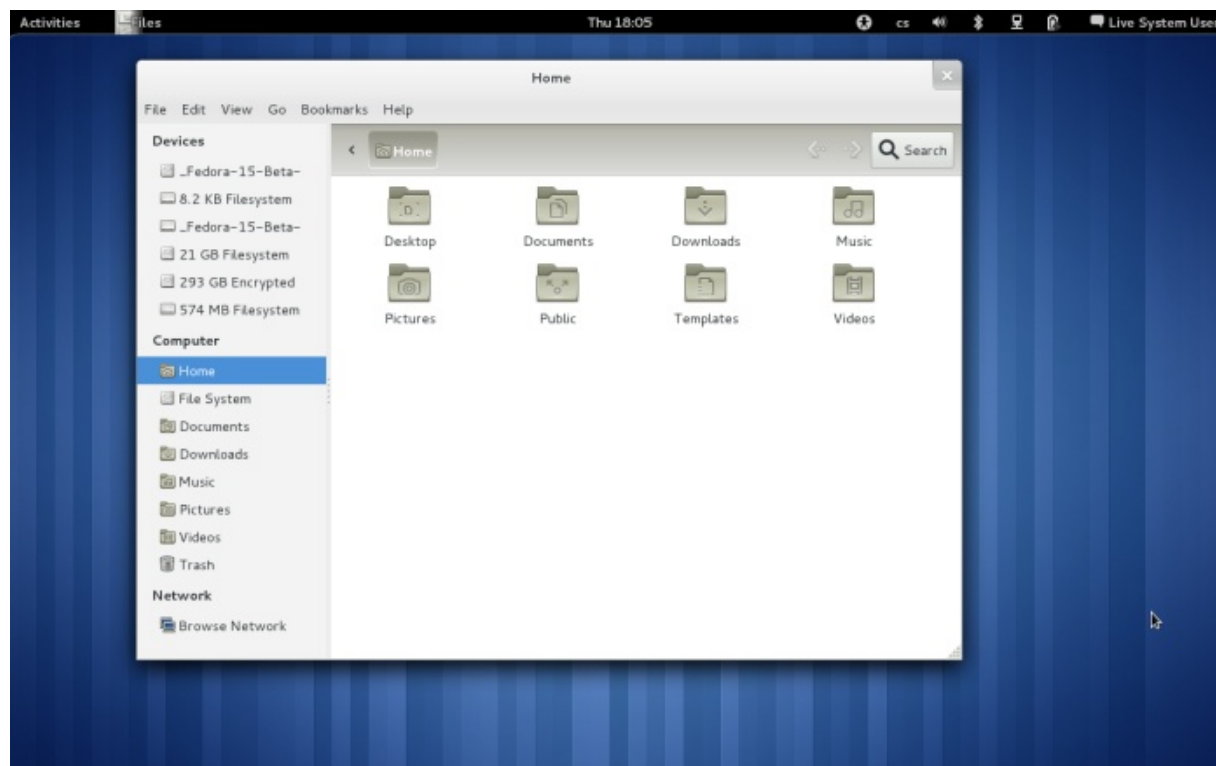 Activities Files Thu 18:05 cs Live System User
Home
File Edit View Go Bookmarks Help
Devices
_Fedora-15-Beta-
8.2 KB Filesystem
_Fedora-15-Beta-
21 GB Filesystem
293 GB Encrypted
574 MB Filesystem
Computer
Home
File System
Documents
Downloads
Music
Pictures
Videos
Trash
Network
Browse Network
Home Search
Desktop Documents Downloads Music
Pictures Public Templates Videos